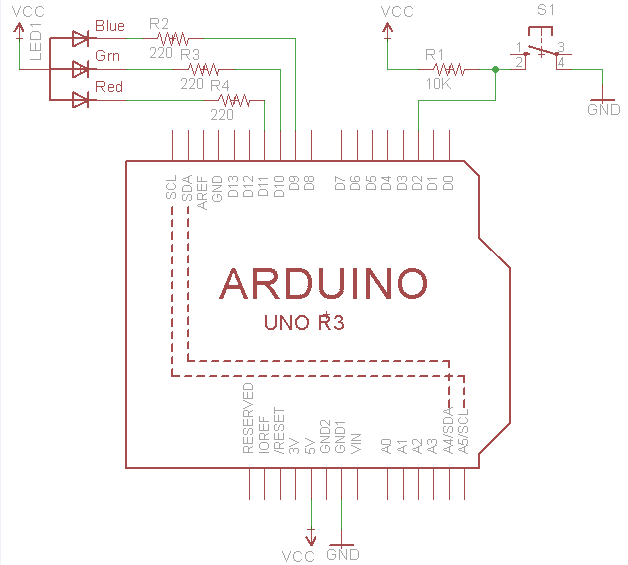 VCC
LED1
Blue
Grn
Red
R2
220
R3
220
R4
220
VCC
R1
10K
S1
1
2
3
4
GND
SCL
SDA
AREF
GND
D13
D12
D11
D10
D9
D8
D7
D6
D5
D4
D3
D2
D1
D0
ARDUINO
UNO R3
RESERVED
IOREF
/RESET
3V
5V
GND2
GND1
VIN
A0
A1
A2
A3
A4/SDA
A5/SCL
VCC
GND